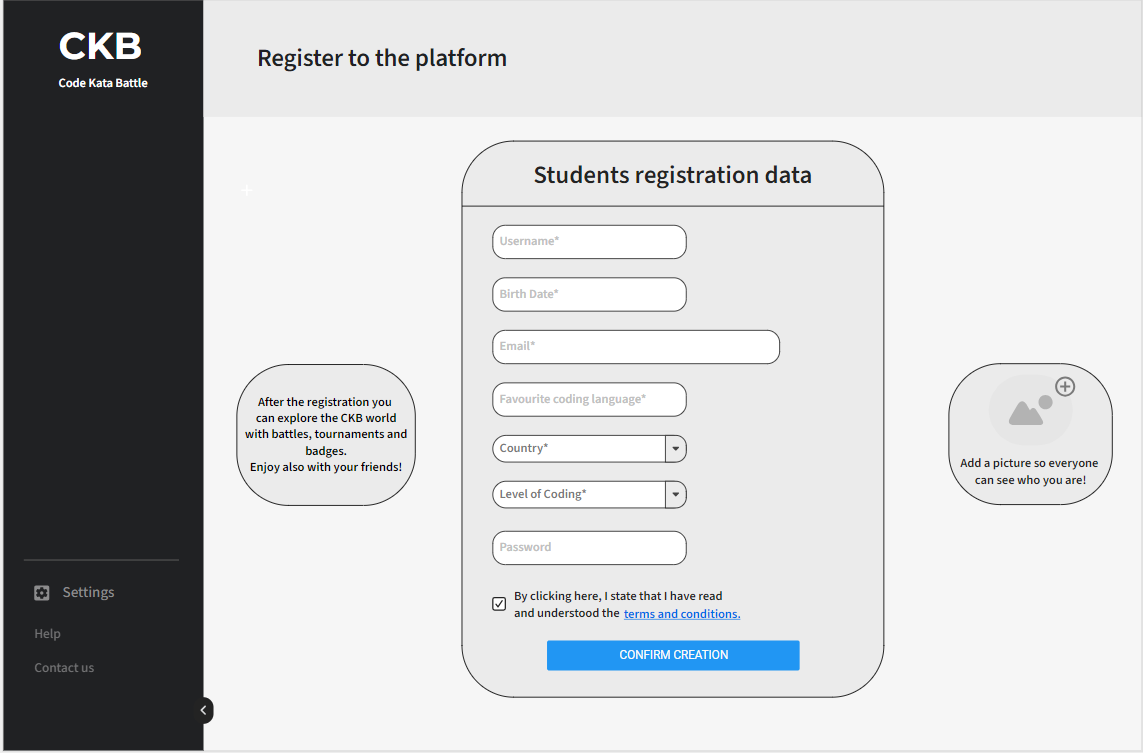 CKB
Code Kata Battle
Settings
Help
Contact us
Register to the platform
After the registration you
can explore the CKB world
with battles, tournaments and
badges.
Enjoy also with your friends!
Students registration data
Username*
Birth Date*
Email*
Favourite coding language*
Country*
Level of Coding*
Password
By clicking here, I state that I have read
and understood the terms and conditions.
CONFIRM CREATION
Add a picture so everyone
can see who you are!